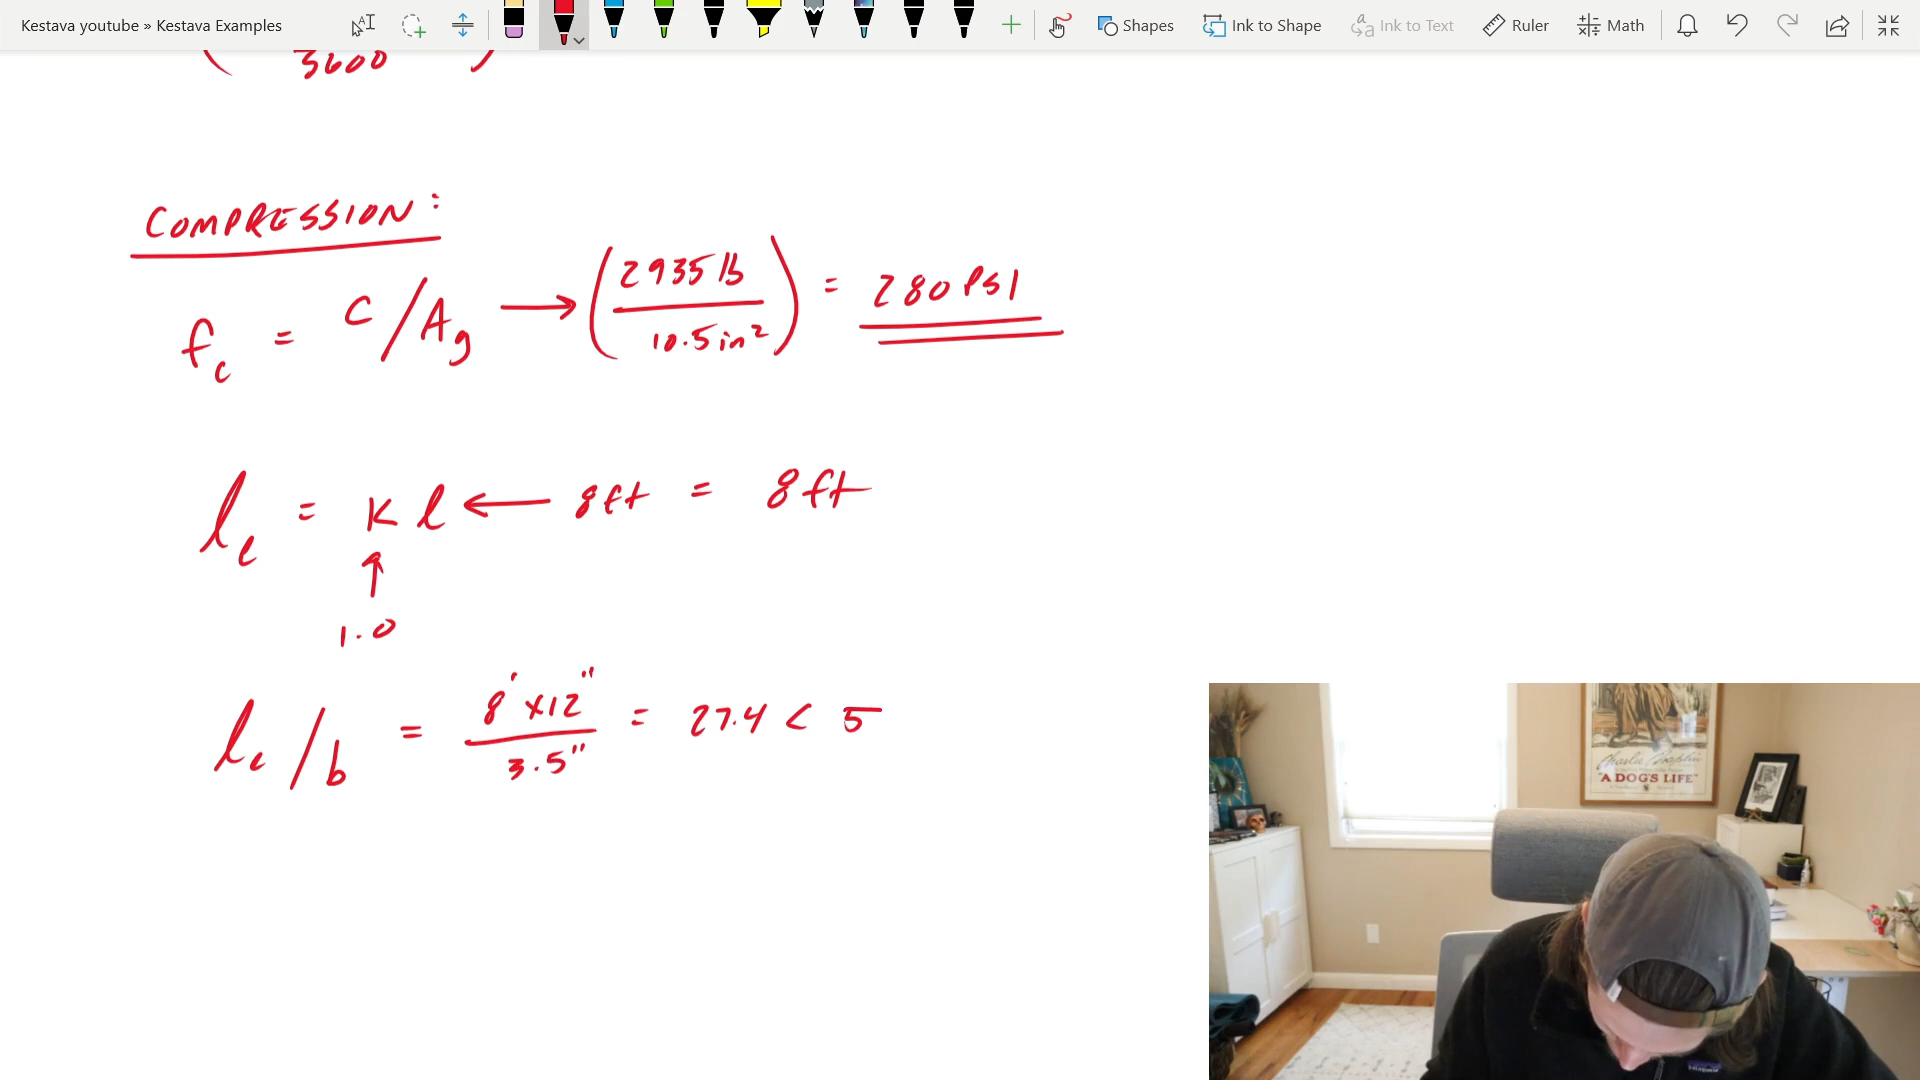 Kestava youtube » Kestava Examples
Shapes
Ink to Shape
Ink to Text
Ruler
Math
3600
COMPRESSION:
fc = C/Ag → (2935 lb / 10.5 in²) = 280 PSI
le = K l ← 8ft = 8ft
↑
1.0
le/b = 8' x12" / 3.5" = 27.4 < 5
Charlie Chaplin
"A DOG'S LIFE"